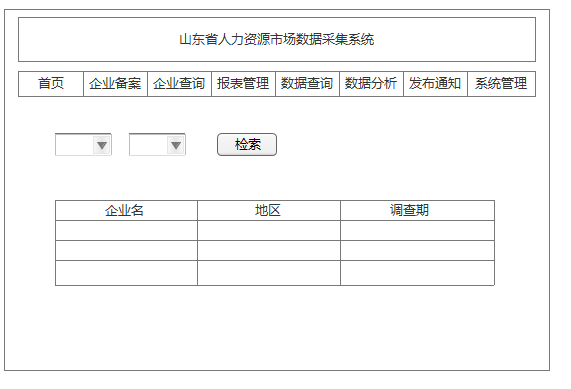 山东省人力资源市场数据采集系统
首页 企业备案 企业查询 报表管理 数据查询 数据分析 发布通知 系统管理
检索
企业名 地区 调查期